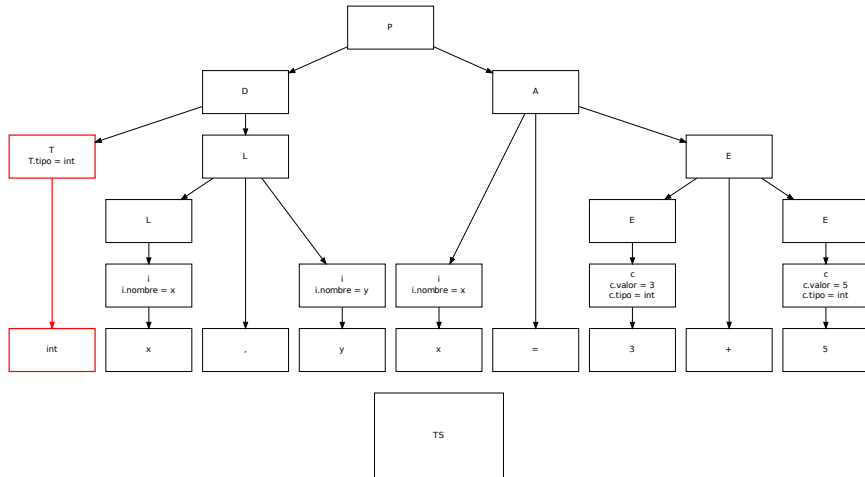 P
D
A
T
T.tipo = int
L
E
L
E
E
i
i.nombre = x
i
i.nombre = y
i
i.nombre = x
c
c.valor = 3
c.tipo = int
c
c.valor = 5
c.tipo = int
int
x
,
y
x
=
3
+
5
TS